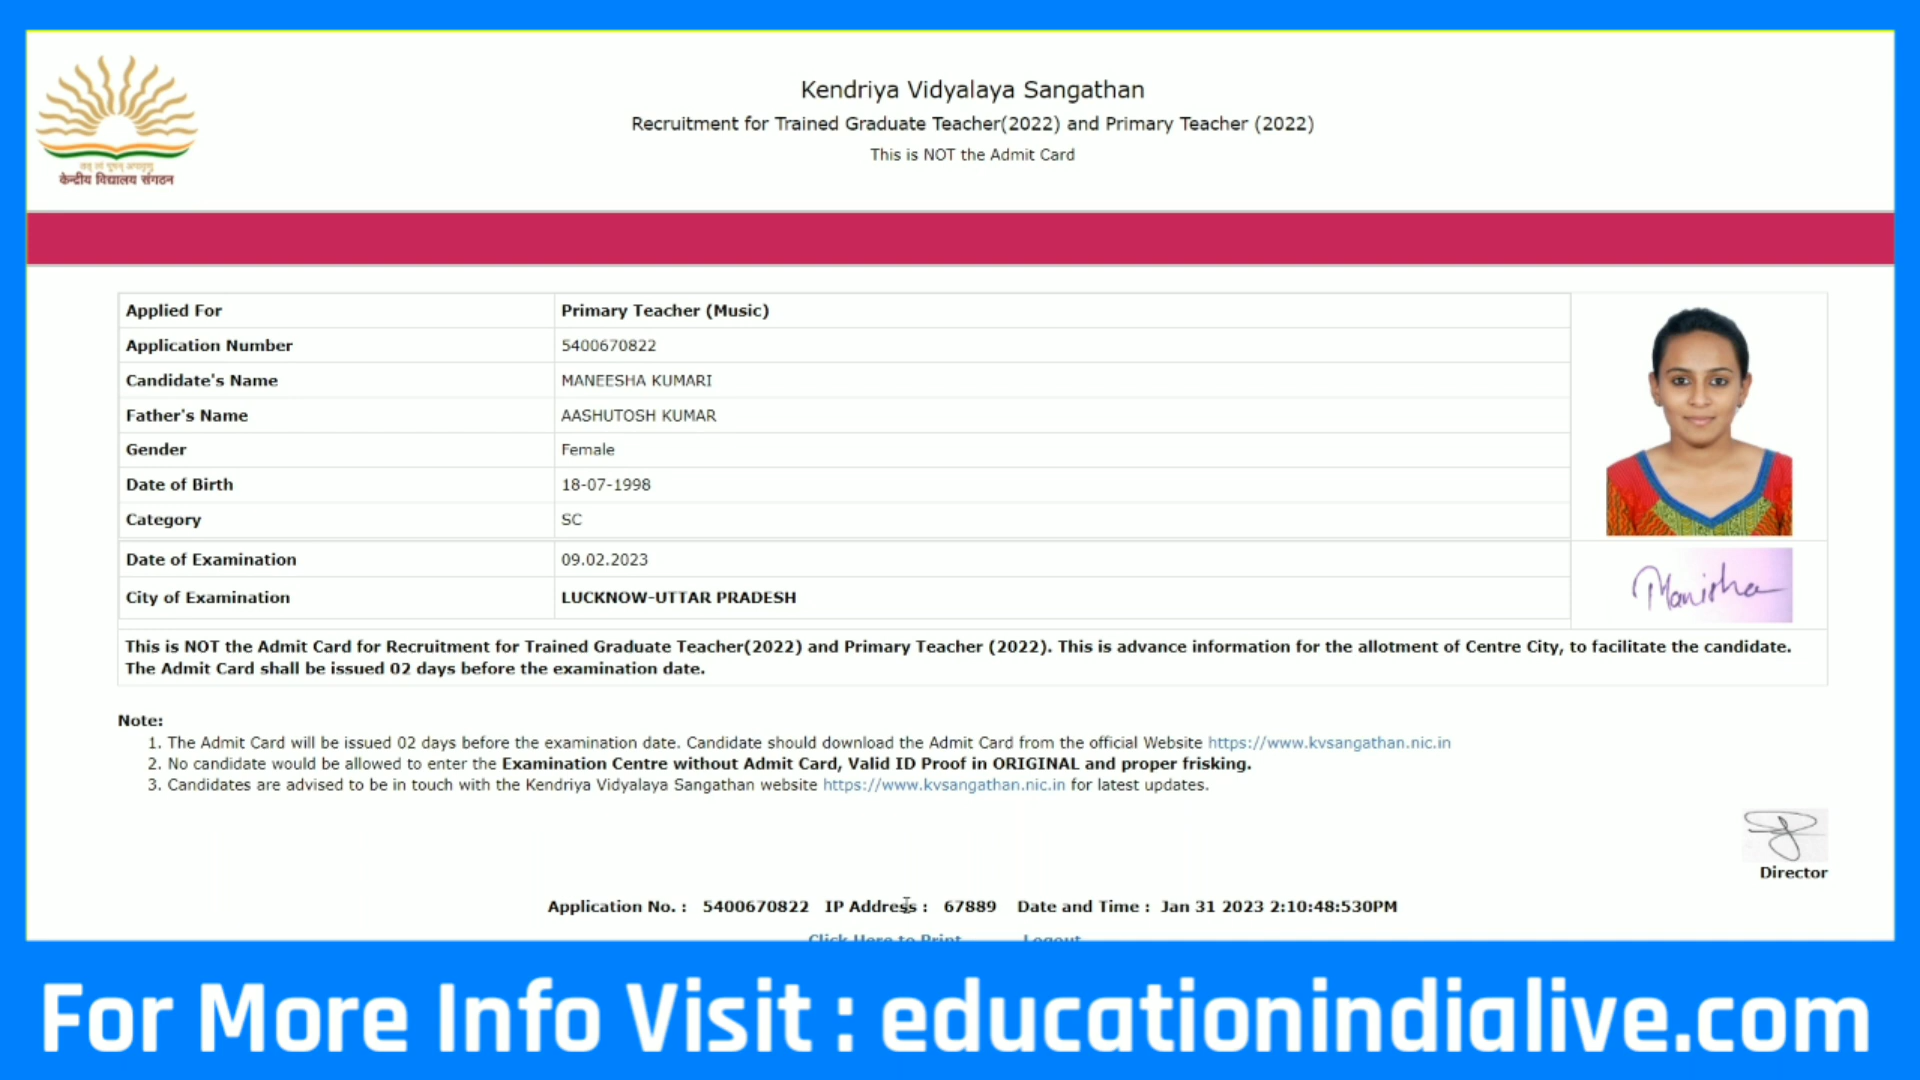 Kendriya Vidyalaya Sangathan
Recruitment for Trained Graduate Teacher(2022) and Primary Teacher (2022)
This is NOT the Admit Card
केन्द्रीय विद्यालय संगठन
Applied For Primary Teacher (Music)
Application Number 5400670822
Candidate's Name MANEESHA KUMARI
Father's Name AASHUTOSH KUMAR
Gender Female
Date of Birth 18-07-1998
Category SC
Date of Examination 09.02.2023
City of Examination LUCKNOW-UTTAR PRADESH
Manisha
This is NOT the Admit Card for Recruitment for Trained Graduate Teacher(2022) and Primary Teacher (2022). This is advance information for the allotment of Centre City, to facilitate the candidate.
The Admit Card shall be issued 02 days before the examination date.
Note:
1. The Admit Card will be issued 02 days before the examination date. Candidate should download the Admit Card from the official Website https://www.kvsangathan.nic.in
2. No candidate would be allowed to enter the Examination Centre without Admit Card, Valid ID Proof in ORIGINAL and proper frisking.
3. Candidates are advised to be in touch with the Kendriya Vidyalaya Sangathan website https://www.kvsangathan.nic.in for latest updates.
Director
Application No. : 5400670822 IP Address : 67889 Date and Time : Jan 31 2023 2:10:48:530PM
Click Here to Print Logout
For More Info Visit : educationindialive.com